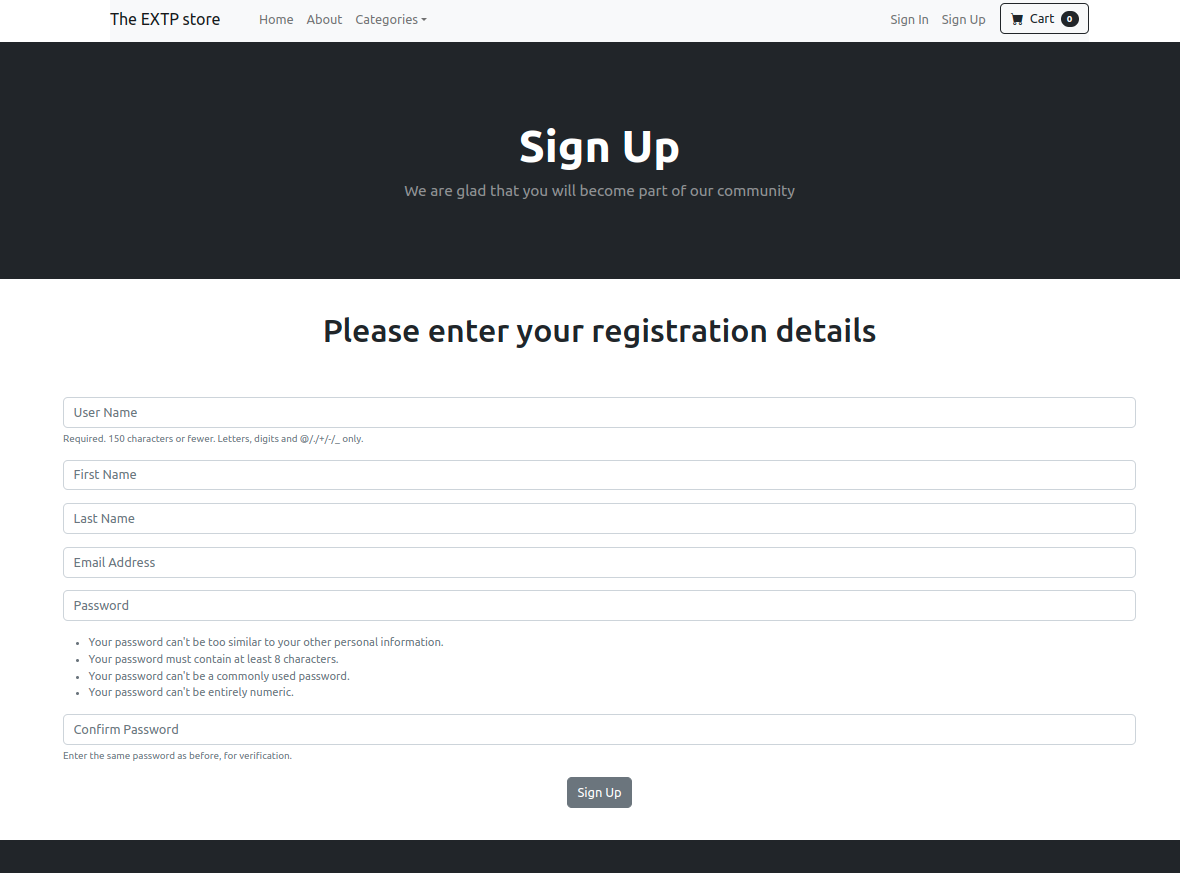 The EXTP store Home About Categories Sign In Sign Up Cart 0
Sign Up
We are glad that you will become part of our community
Please enter your registration details
User Name
Required. 150 characters or fewer. Letters, digits and @/./+/-/_ only.
First Name
Last Name
Email Address
Password
Your password can't be too similar to your other personal information.
Your password must contain at least 8 characters.
Your password can't be a commonly used password.
Your password can't be entirely numeric.
Confirm Password
Enter the same password as before, for verification.
Sign Up